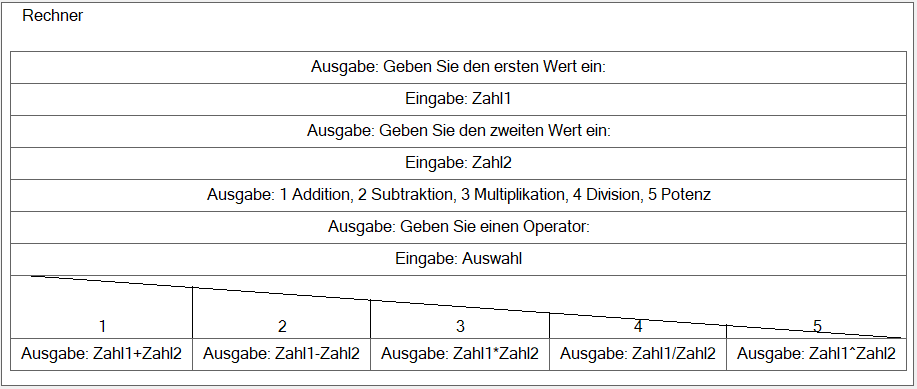 Rechner
Ausgabe: Geben Sie den ersten Wert ein:
Eingabe: Zahl1
Ausgabe: Geben Sie den zweiten Wert ein:
Eingabe: Zahl2
Ausgabe: 1 Addition, 2 Subtraktion, 3 Multiplikation, 4 Division, 5 Potenz
Ausgabe: Geben Sie einen Operator:
Eingabe: Auswahl
1 2 3 4 5
Ausgabe: Zahl1+Zahl2 Ausgabe: Zahl1-Zahl2 Ausgabe: Zahl1*Zahl2 Ausgabe: Zahl1/Zahl2 Ausgabe: Zahl1^Zahl2